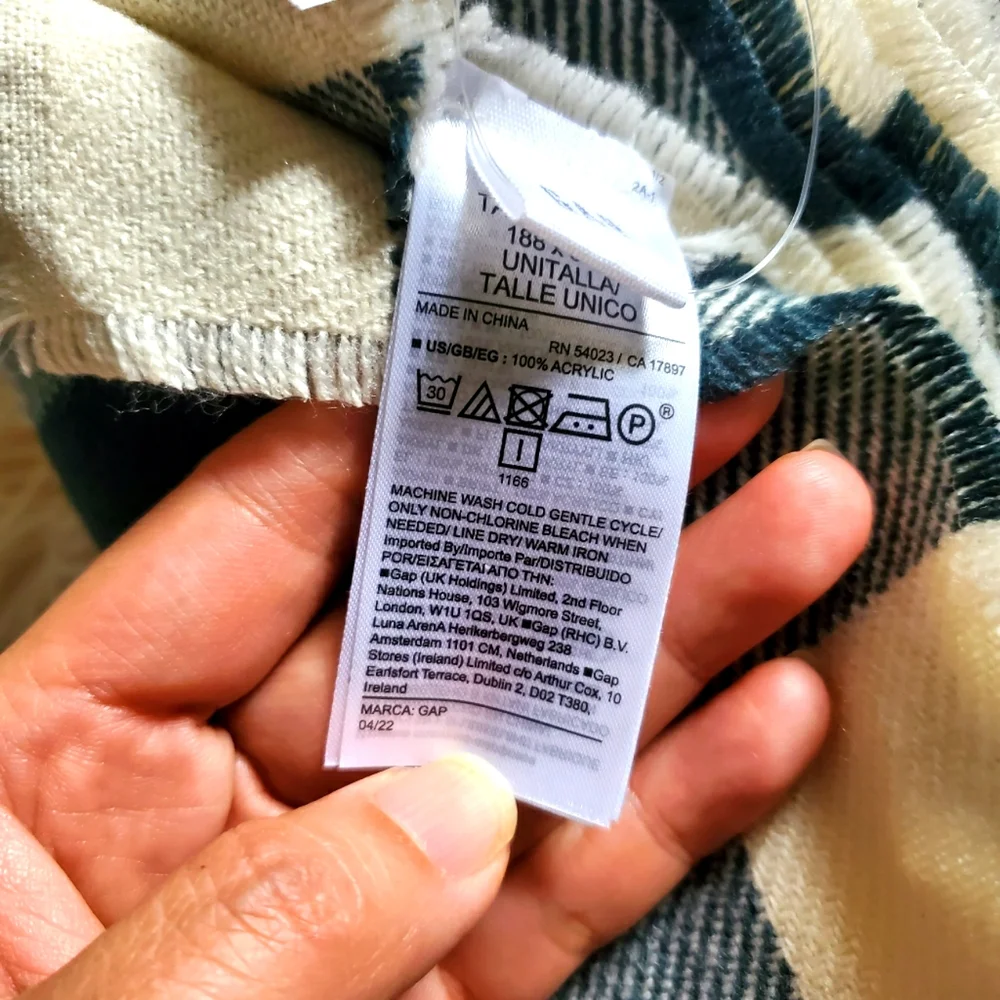 188 X
UNITALLA/
TALLE UNICO
MADE IN CHINA
RN 54023 / CA 17897
■ US/GB/EG : 100% ACRYLIC
30
P ®
1166
MACHINE WASH COLD GENTLE CYCLE/
ONLY NON-CHLORINE BLEACH WHEN
NEEDED/ LINE DRY/ WARM IRON
Imported By/Importe Par/DISTRIBUIDO
POR/ΕΙΣΑΓΕΤΑΙ ΑΠΟ ΤΗΝ:
■Gap (UK Holdings) Limited, 2nd Floor
Nations House, 103 Wigmore Street,
London, W1U 1QS, UK ■Gap (RHC) B.V.
Luna ArenA Herikerbergweg 238
Amsterdam 1101 CM, Netherlands ■Gap
Stores (Ireland) Limited c/o Arthur Cox, 10
Earlsfort Terrace, Dublin 2, D02 T380,
Ireland
MARCA: GAP
04/22